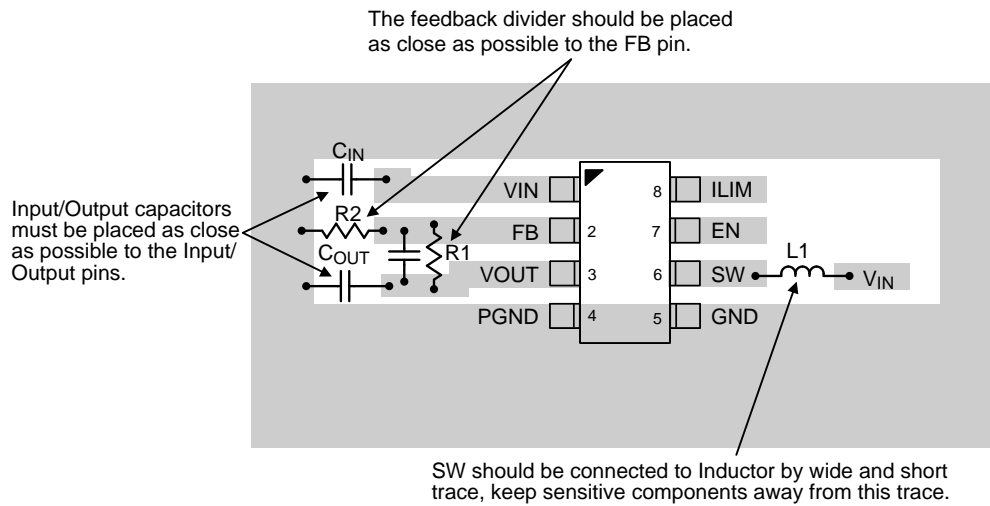 The feedback divider should be placed
as close as possible to the FB pin.
CIN
VIN
8
ILIM
Input/Output capacitors
must be placed as close
as possible to the Input/
Output pins.
R2
FB
2
7
EN
COUT
R1
VOUT
3
6
SW
L1
VIN
PGND
4
5
GND
SW should be connected to Inductor by wide and short
trace, keep sensitive components away from this trace.